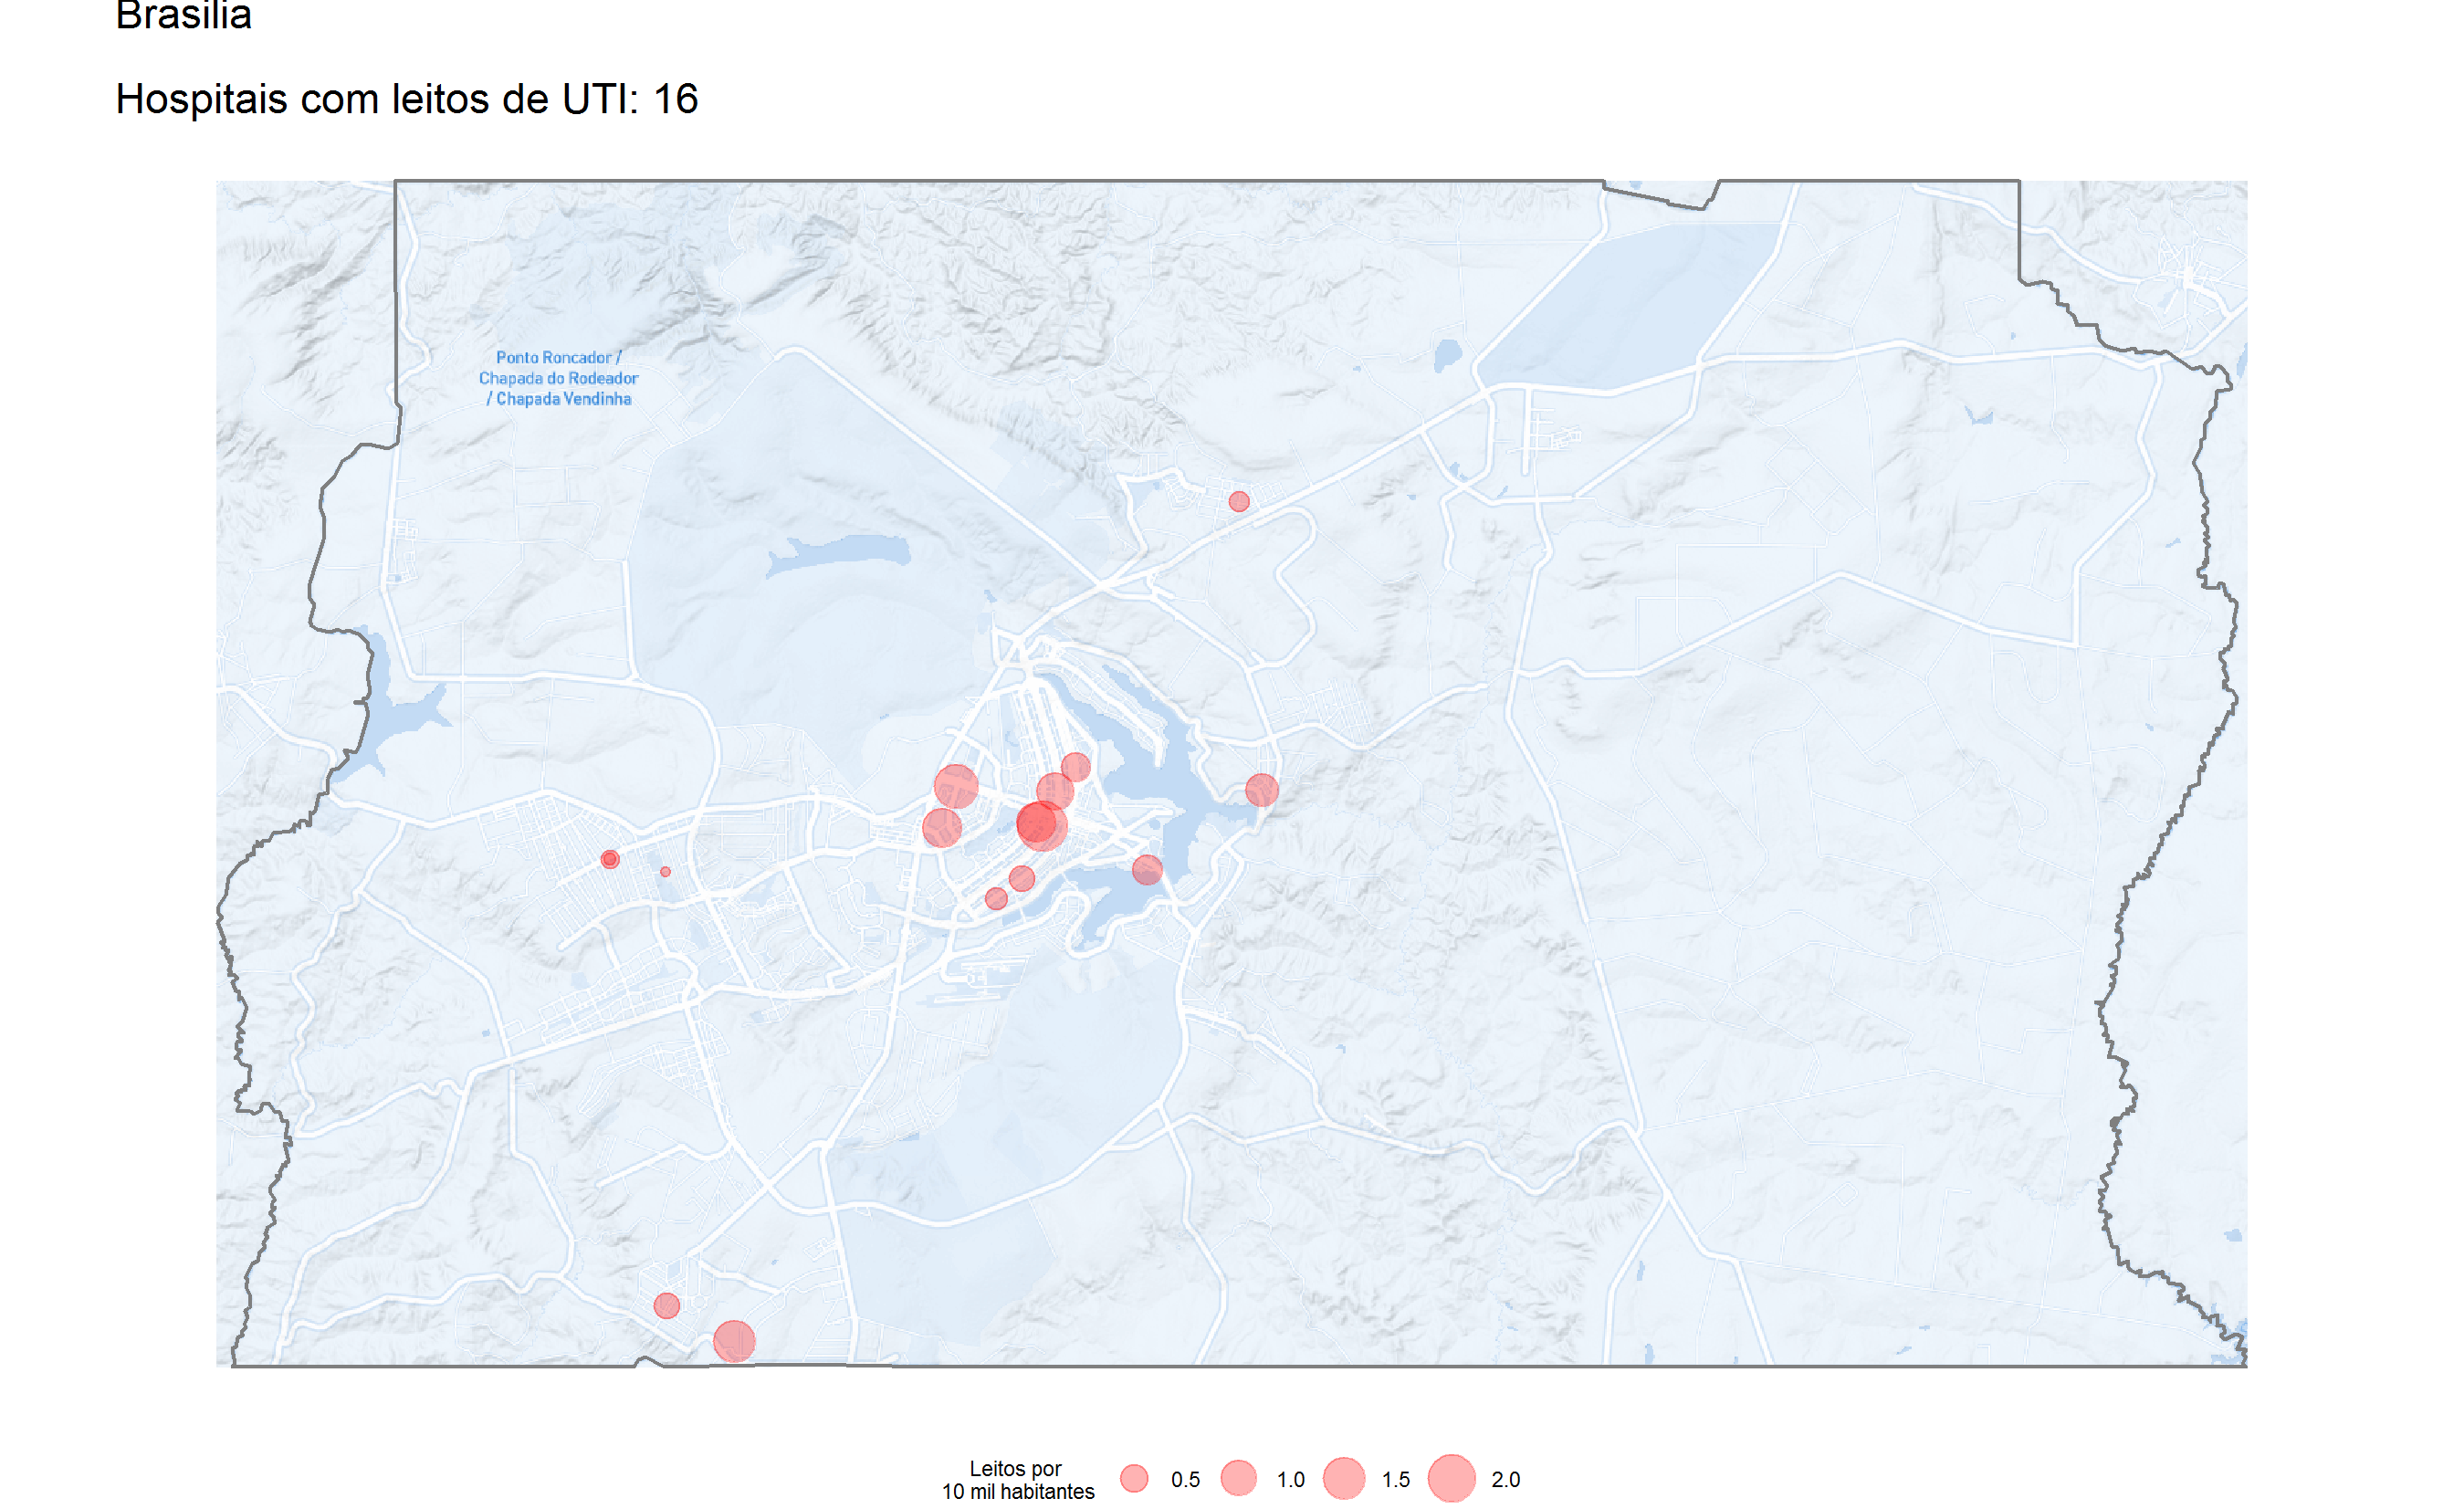 Brasilia
Hospitais com leitos de UTI: 16
Ponto Roncador /
Chapada do Rodeador
/ Chapada Vendinha
Leitos por
10 mil habitantes
0.5
1.0
1.5
2.0